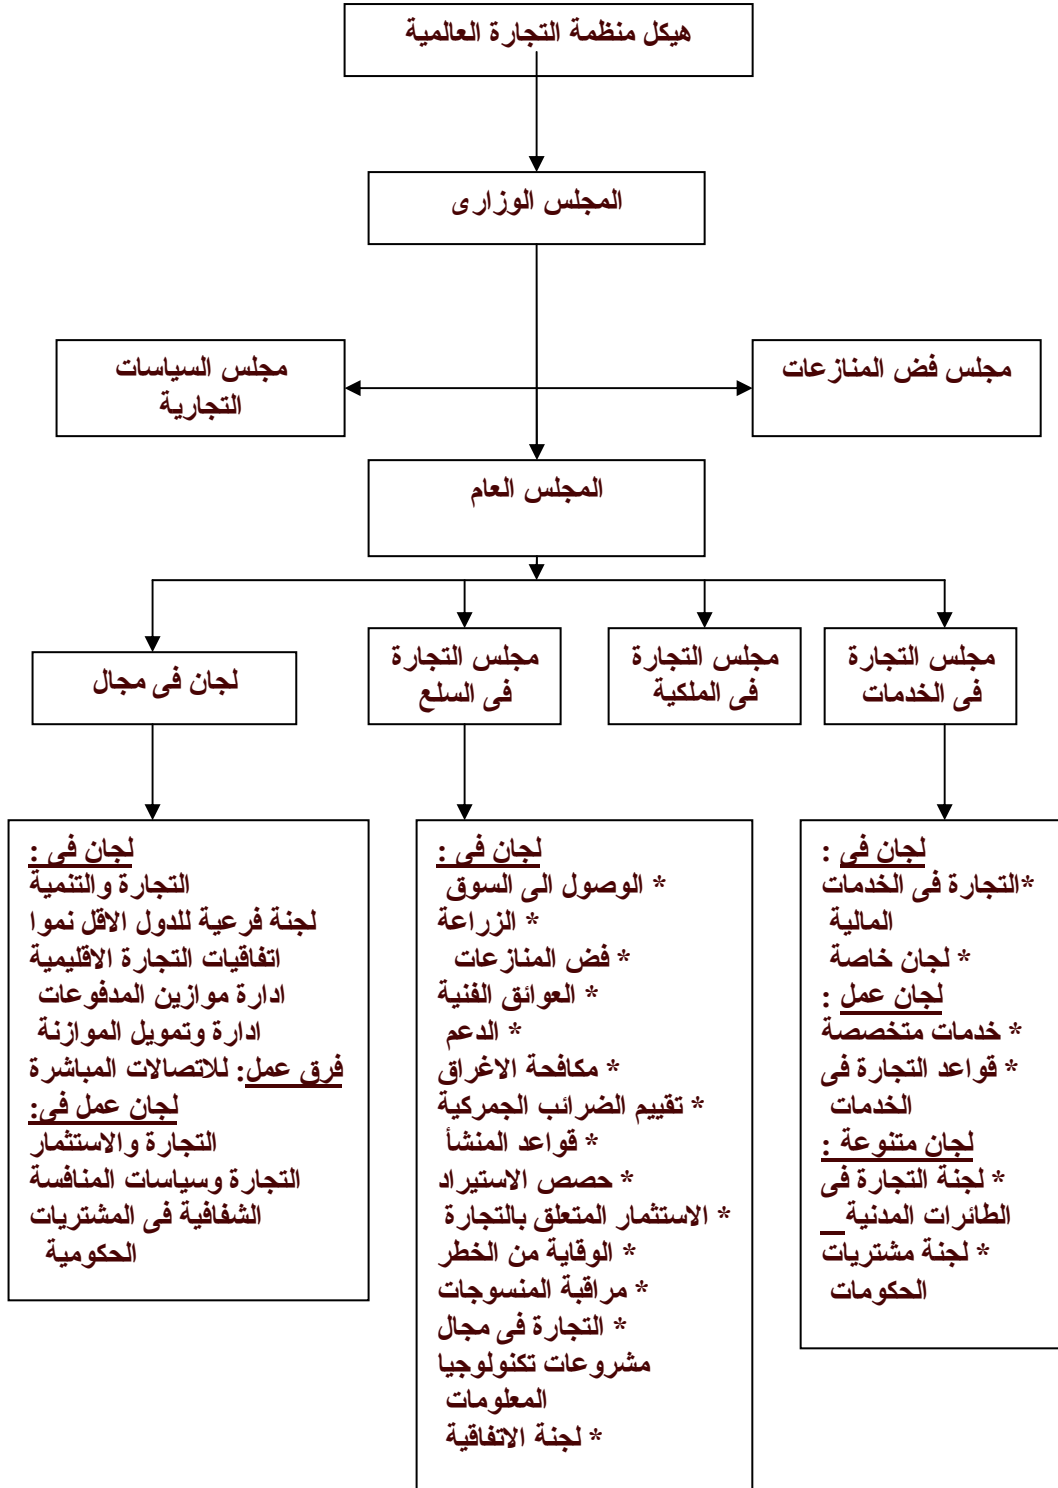 هيكل منظمة التجارة العالمية
المجلس الوزارى
مجلس فض المنازعات
مجلس السياسات
التجارية
المجلس العام
مجلس التجارة
فى الخدمات
مجلس التجارة
فى الملكية
مجلس التجارة
فى السلع
لجان فى مجال
لجان فى :
*التجارة فى الخدمات
المالية
* لجان خاصة
لجان عمل :
* خدمات متخصصة
* قواعد التجارة فى
الخدمات
لجان متنوعة :
* لجنة التجارة فى
الطائرات المدنية
* لجنة مشتريات
الحكومات
لجان فى :
* الوصول الى السوق
* الزراعة
* فض المنازعات
* العوائق الفنية
* الدعم
* مكافحة الاغراق
* تقييم الضرائب الجمركية
* قواعد المنشأ
* حصص الاستيراد
* الاستثمار المتعلق بالتجارة
* الوقاية من الخطر
* مراقبة المنسوجات
* التجارة فى مجال
مشروعات تكنولوجيا
المعلومات
* لجنة الاتفاقية
لجان فى :
التجارة والتنمية
لجنة فرعية للدول الاقل نموا
اتفاقيات التجارة الاقليمية
ادارة موازين المدفوعات
ادارة وتمويل الموازنة
فرق عمل: للاتصالات المباشرة
لجان عمل فى:
التجارة والاستثمار
التجارة وسياسات المنافسة
الشفافية فى المشتريات
الحكومية